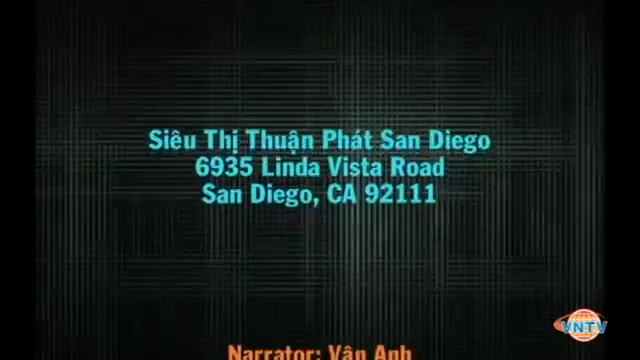 Siêu Thị Thuận Phát San Diego
6935 Linda Vista Road
San Diego, CA 92111
Narrator: Vân Anh
VNTV